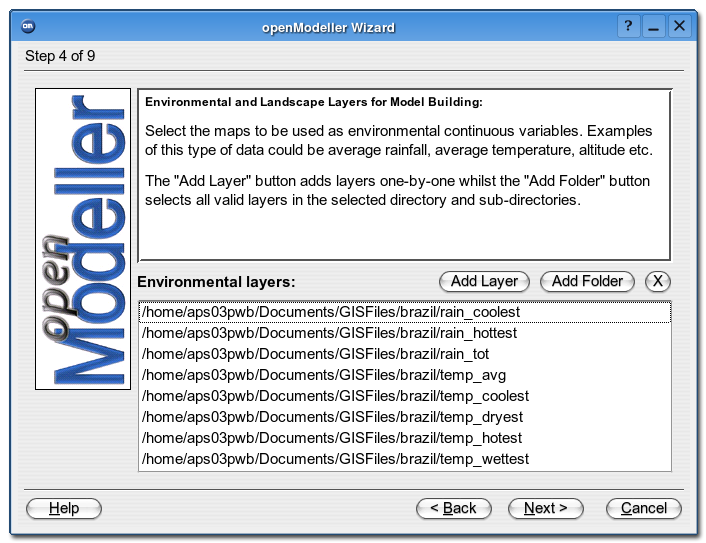 openModeller Wizard
Step 4 of 9
open
Modeller
Environmental and Landscape Layers for Model Building:
Select the maps to be used as environmental continuous variables. Examples
of this type of data could be average rainfall, average temperature, altitude etc.
The "Add Layer" button adds layers one-by-one whilst the "Add Folder" button
selects all valid layers in the selected directory and sub-directories.
Environmental layers: Add Layer Add Folder X
/home/aps03pwb/Documents/GISFiles/brazil/rain_coolest
/home/aps03pwb/Documents/GISFiles/brazil/rain_hottest
/home/aps03pwb/Documents/GISFiles/brazil/rain_tot
/home/aps03pwb/Documents/GISFiles/brazil/temp_avg
/home/aps03pwb/Documents/GISFiles/brazil/temp_coolest
/home/aps03pwb/Documents/GISFiles/brazil/temp_dryest
/home/aps03pwb/Documents/GISFiles/brazil/temp_hotest
/home/aps03pwb/Documents/GISFiles/brazil/temp_wettest
Help < Back Next > Cancel